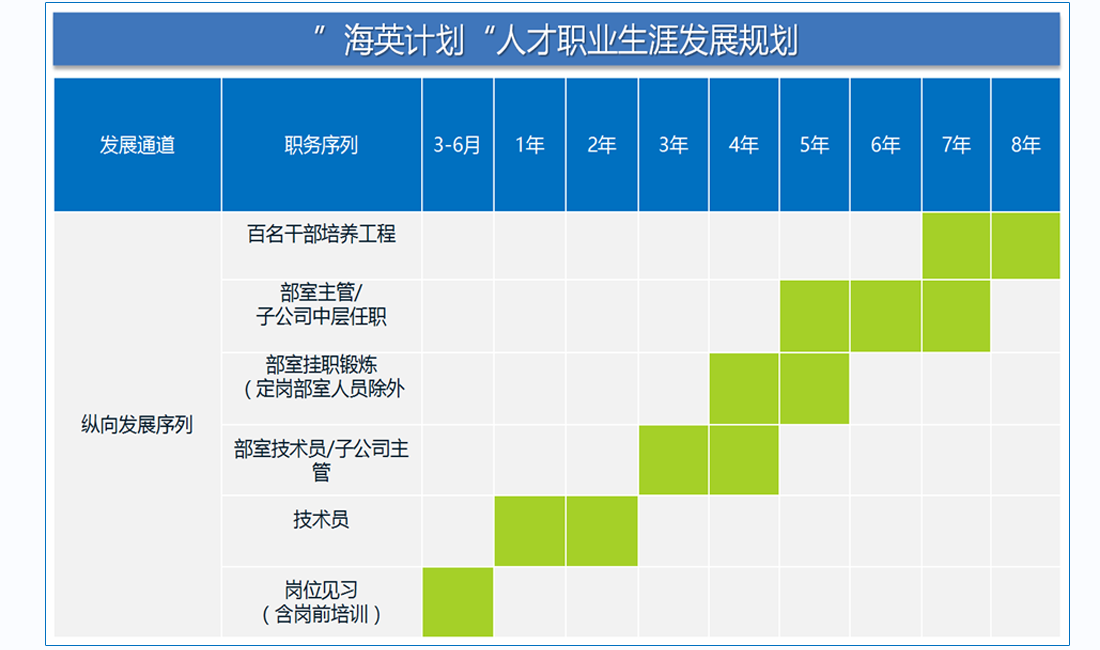 ”海英计划“人才职业生涯发展规划
发展通道
职务序列
3-6月
1年
2年
3年
4年
5年
6年
7年
8年
纵向发展序列
百名干部培养工程
部室主管/
子公司中层任职
部室挂职锻炼
（定岗部室人员除外
部室技术员/子公司主
管
技术员
岗位见习
（含岗前培训）